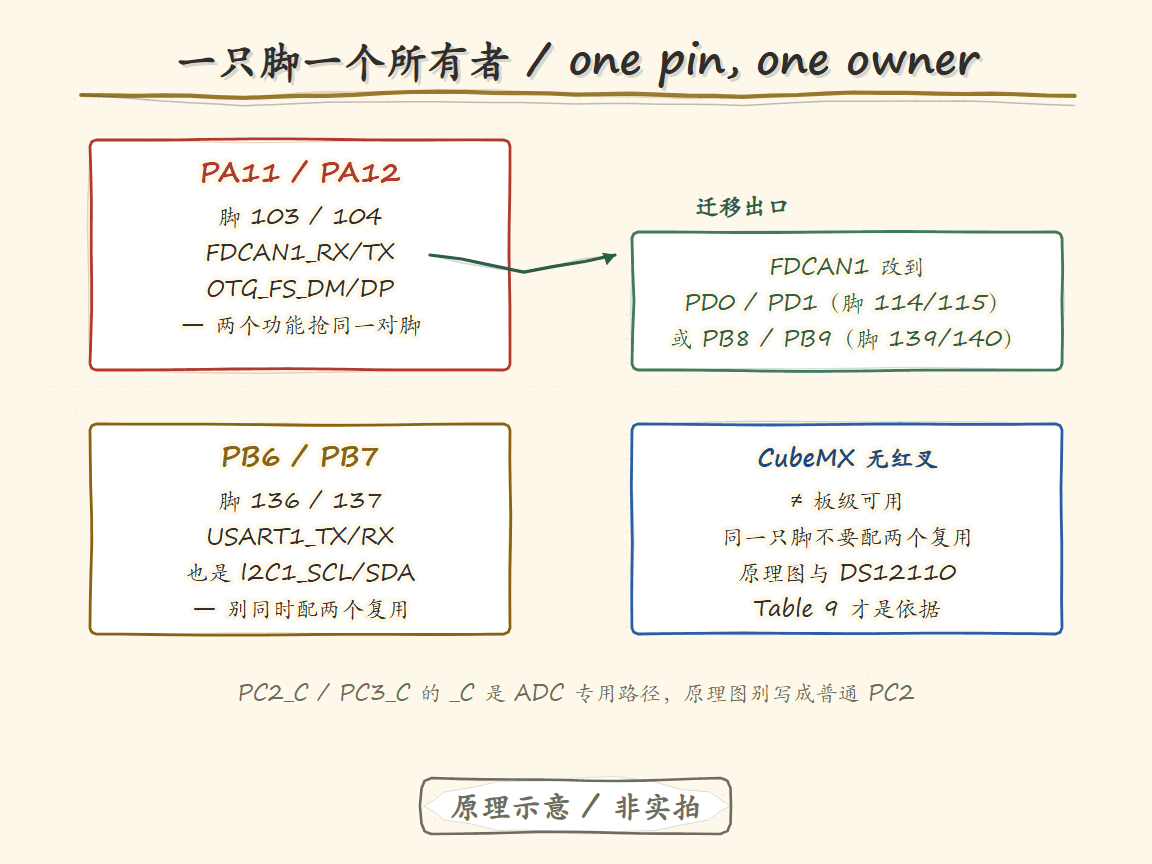 一只脚一个所有者 / one pin, one owner
PA11 / PA12
脚 103 / 104
FDCAN1_RX/TX
OTG_FS_DM/DP
— 两个功能抢同一对脚
迁移出口
FDCAN1 改到
PD0 / PD1（脚 114/115）
或 PB8 / PB9（脚 139/140）
PB6 / PB7
脚 136 / 137
USART1_TX/RX
也是 I2C1_SCL/SDA
— 别同时配两个复用
CubeMX 无红叉
≠ 板级可用
同一只脚不要配两个复用
原理图与 DS12110
Table 9 才是依据
PC2_C / PC3_C 的 _C 是 ADC 专用路径，原理图别写成普通 PC2
原理示意 / 非实拍